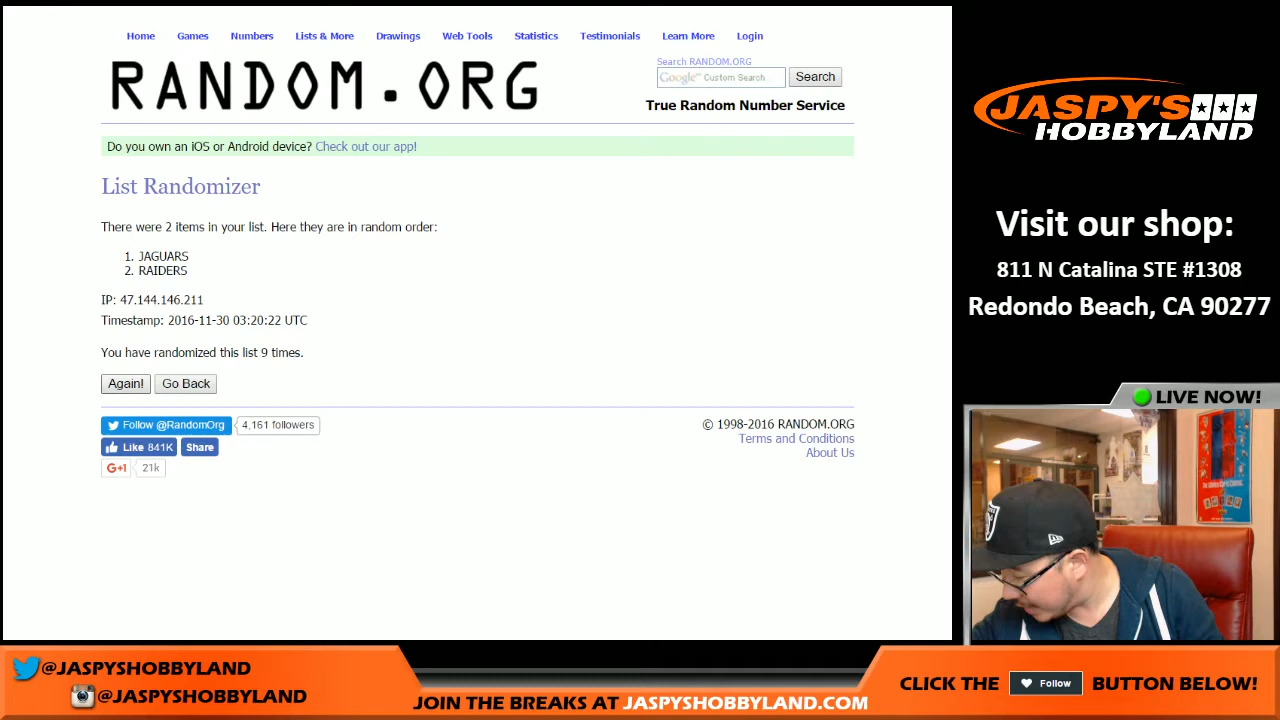 Home Games Numbers Lists & More Drawings Web Tools Statistics Testimonials Learn More Login
RANDOM.ORG
Search RANDOM.ORG
Google™ Custom Search Search
True Random Number Service
Do you own an iOS or Android device? Check out our app!
List Randomizer
There were 2 items in your list. Here they are in random order:
1. JAGUARS
2. RAIDERS
IP: 47.144.146.211
Timestamp: 2016-11-30 03:20:22 UTC
You have randomized this list 9 times.
Again! Go Back
Follow @RandomOrg 4,161 followers
Like 841K Share
G+1 21k
© 1998-2016 RANDOM.ORG
Terms and Conditions
About Us
JASPY'S
HOBBYLAND
Visit our shop:
811 N Catalina STE #1308
Redondo Beach, CA 90277
LIVE NOW!
@JASPYSHOBBYLAND
@JASPYSHOBBYLAND
JOIN THE BREAKS AT JASPYSHOBBYLAND.COM
CLICK THE Follow BUTTON BELOW!